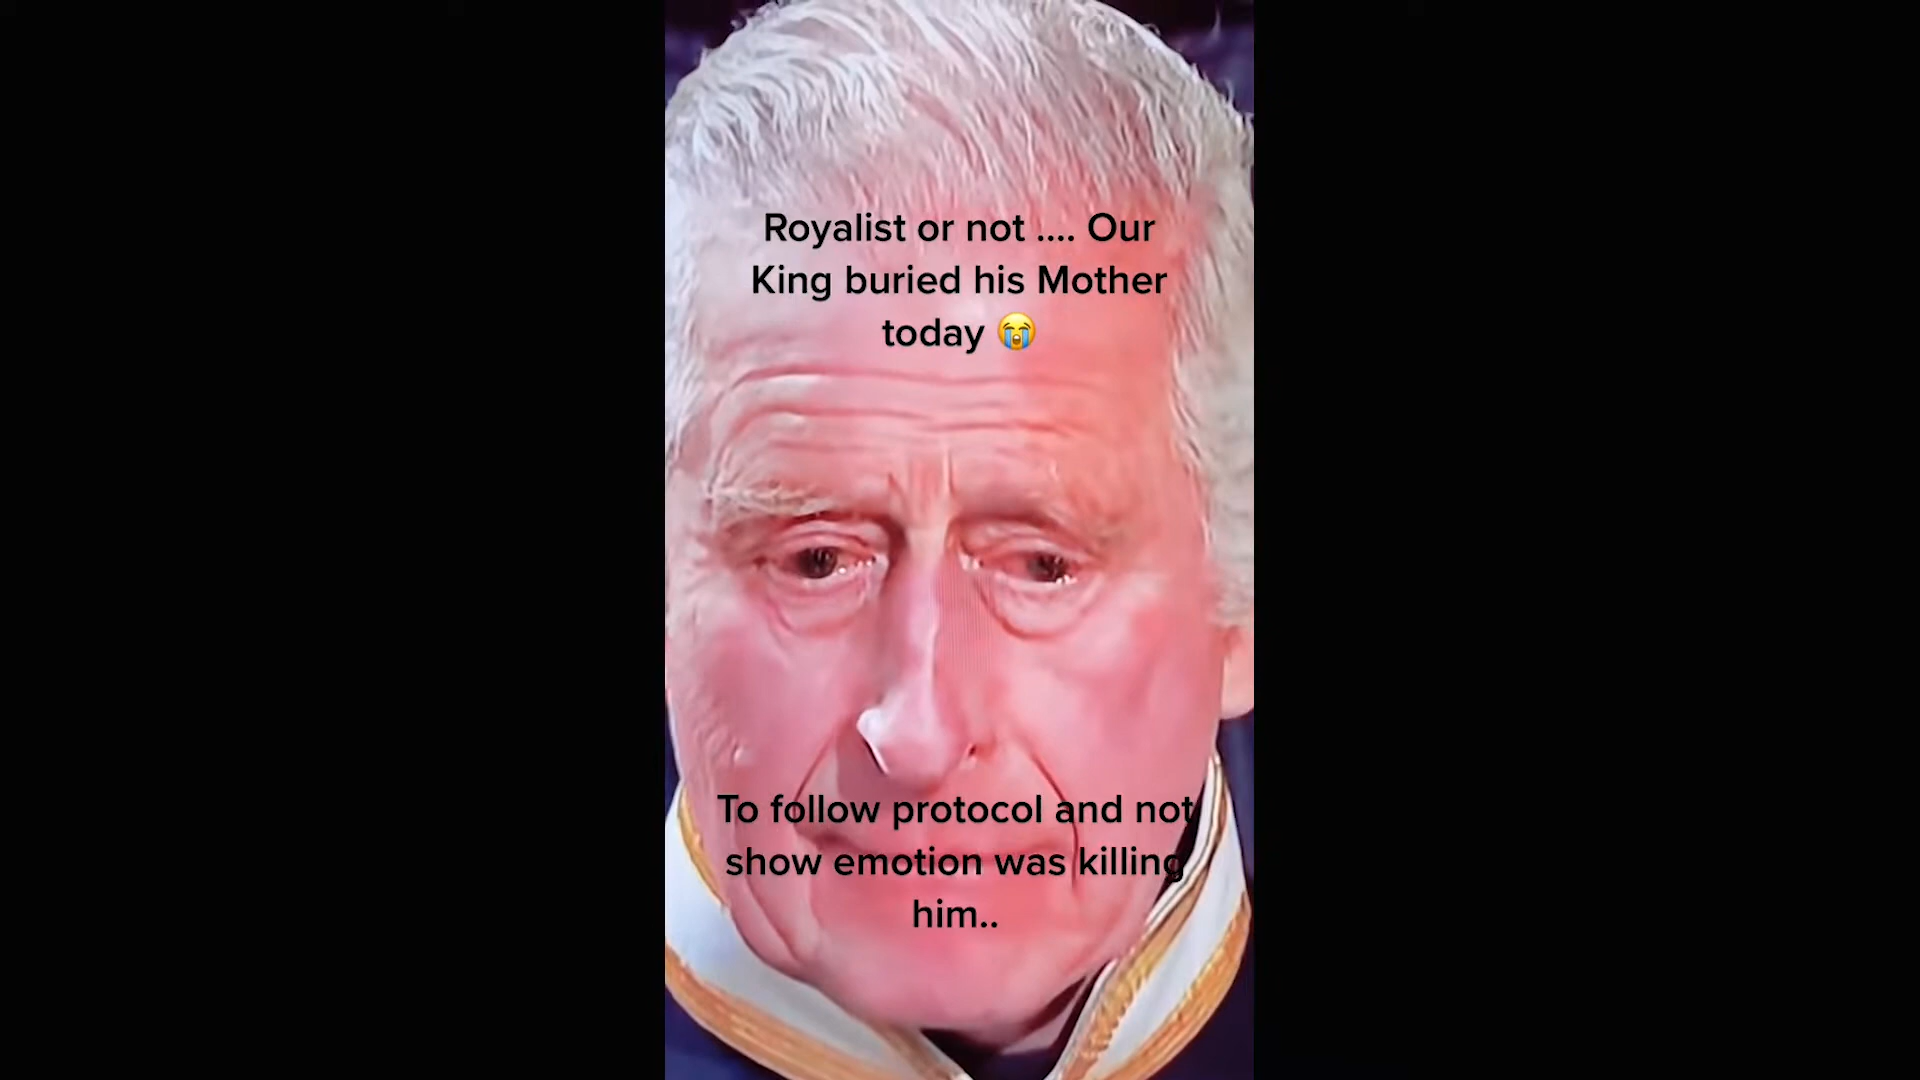 Royalist or not .... Our
King buried his Mother
today 😭
To follow protocol and not
show emotion was killing
him..